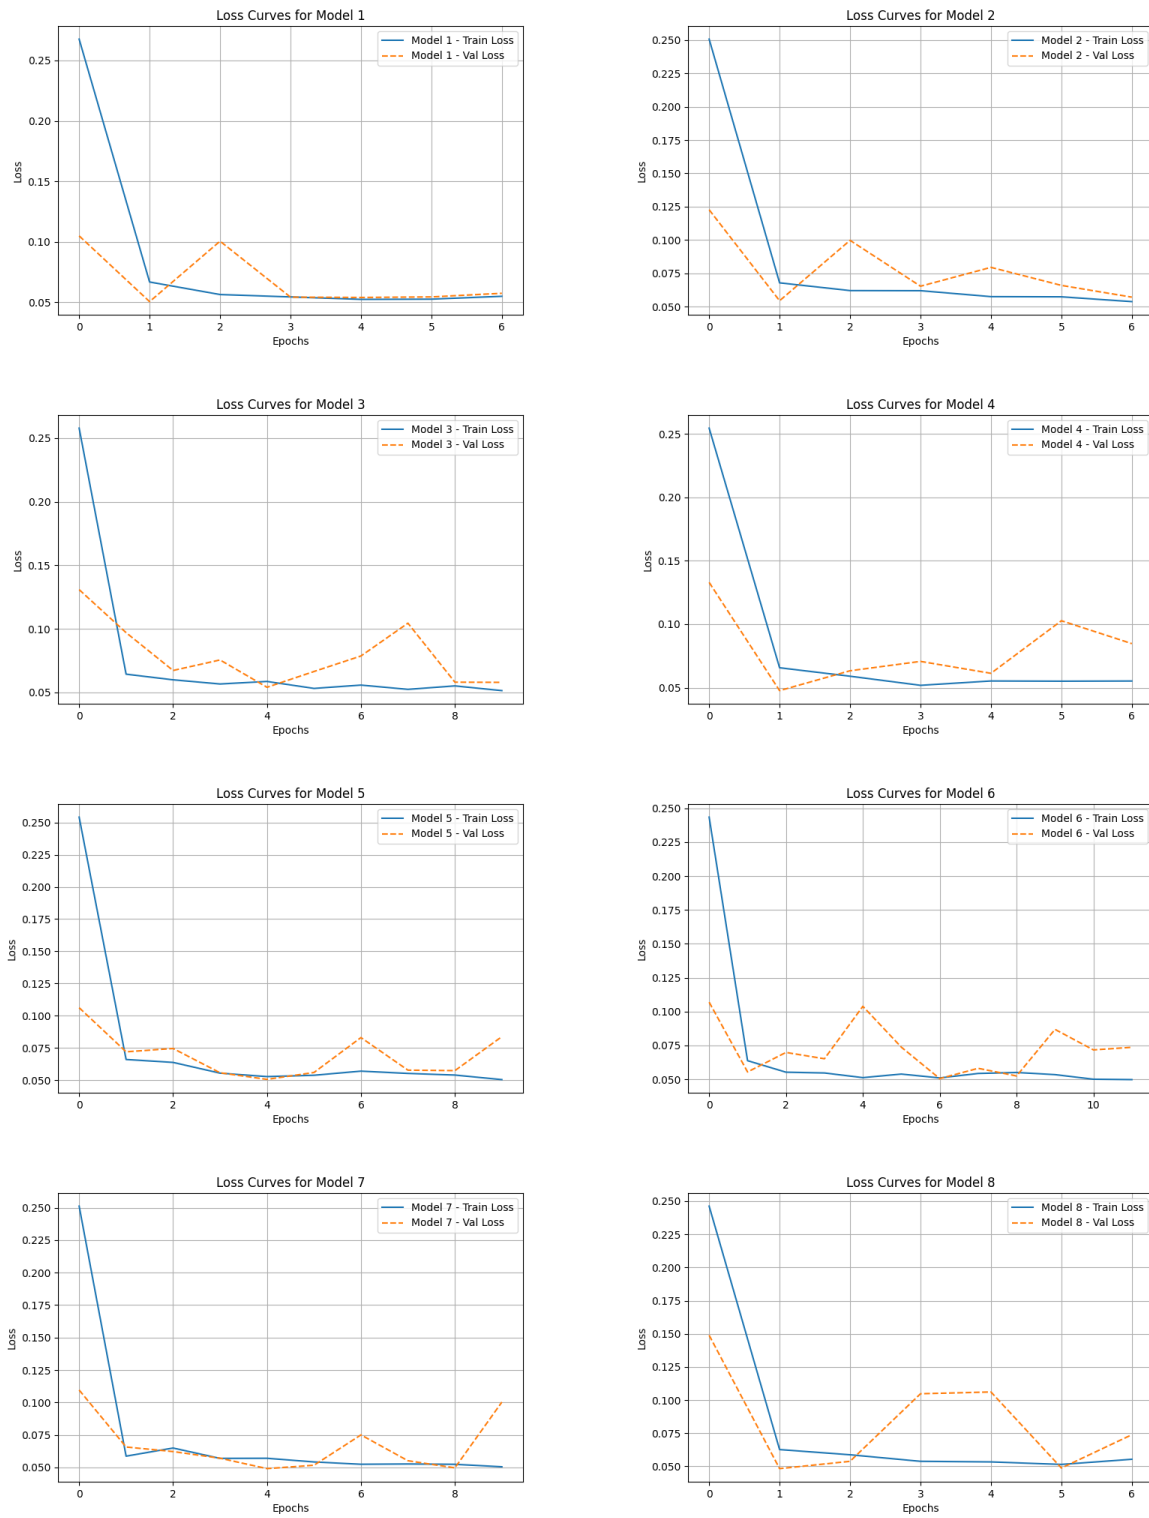 Loss Curves for Model 1
Model 1 - Train Loss
Model 1 - Val Loss
Loss
0.25
0.20
0.15
0.10
0.05
0 1 2 3 4 5 6
Epochs
Loss Curves for Model 2
Model 2 - Train Loss
Model 2 - Val Loss
Loss
0.250
0.225
0.200
0.175
0.150
0.125
0.100
0.075
0.050
0 1 2 3 4 5 6
Epochs
Loss Curves for Model 3
Model 3 - Train Loss
Model 3 - Val Loss
Loss
0.25
0.20
0.15
0.10
0.05
0 2 4 6 8
Epochs
Loss Curves for Model 4
Model 4 - Train Loss
Model 4 - Val Loss
Loss
0.25
0.20
0.15
0.10
0.05
0 1 2 3 4 5 6
Epochs
Loss Curves for Model 5
Model 5 - Train Loss
Model 5 - Val Loss
Loss
0.250
0.225
0.200
0.175
0.150
0.125
0.100
0.075
0.050
0 2 4 6 8
Epochs
Loss Curves for Model 6
Model 6 - Train Loss
Model 6 - Val Loss
Loss
0.250
0.225
0.200
0.175
0.150
0.125
0.100
0.075
0.050
0 2 4 6 8 10
Epochs
Loss Curves for Model 7
Model 7 - Train Loss
Model 7 - Val Loss
Loss
0.250
0.225
0.200
0.175
0.150
0.125
0.100
0.075
0.050
0 2 4 6 8
Epochs
Loss Curves for Model 8
Model 8 - Train Loss
Model 8 - Val Loss
Loss
0.250
0.225
0.200
0.175
0.150
0.125
0.100
0.075
0.050
0 1 2 3 4 5 6
Epochs